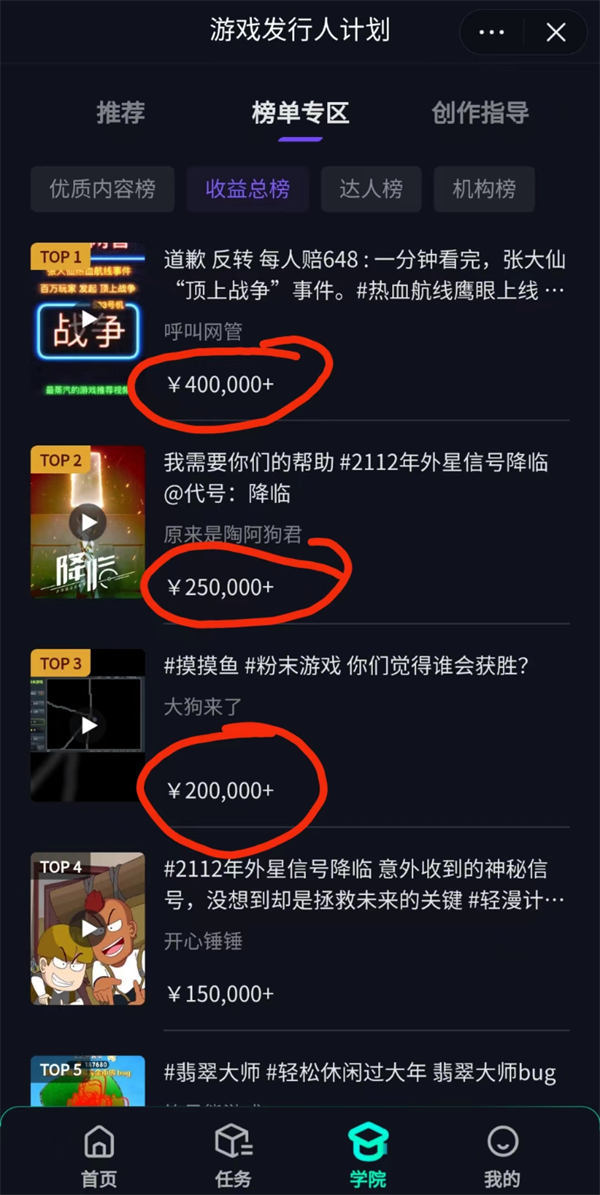 游戏发行人计划
推荐
榜单专区
创作指导
优质内容榜
收益总榜
达人榜
机构榜
TOP 1
张大仙热血航线事件
百万玩家 发起 顶上战争
战争
最蒸汽的游戏推荐视频
道歉 反转 每人赔648 : 一分钟看完，张大仙
“顶上战争”事件。#热血航线鹰眼上线 …
呼叫网管
￥400,000+
TOP 2
降临
我需要你们的帮助 #2112年外星信号降临
@代号：降临
原来是陶阿狗君
￥250,000+
TOP 3
#摸摸鱼 #粉末游戏 你们觉得谁会获胜？
大狗来了
￥200,000+
TOP 4
#2112年外星信号降临 意外收到的神秘信
号，没想到却是拯救未来的关键 #轻漫计…
开心锤锤
￥150,000+
TOP 5
187680
#翡翠大师 #轻松休闲过大年 翡翠大师bug
首页
任务
学院
我的